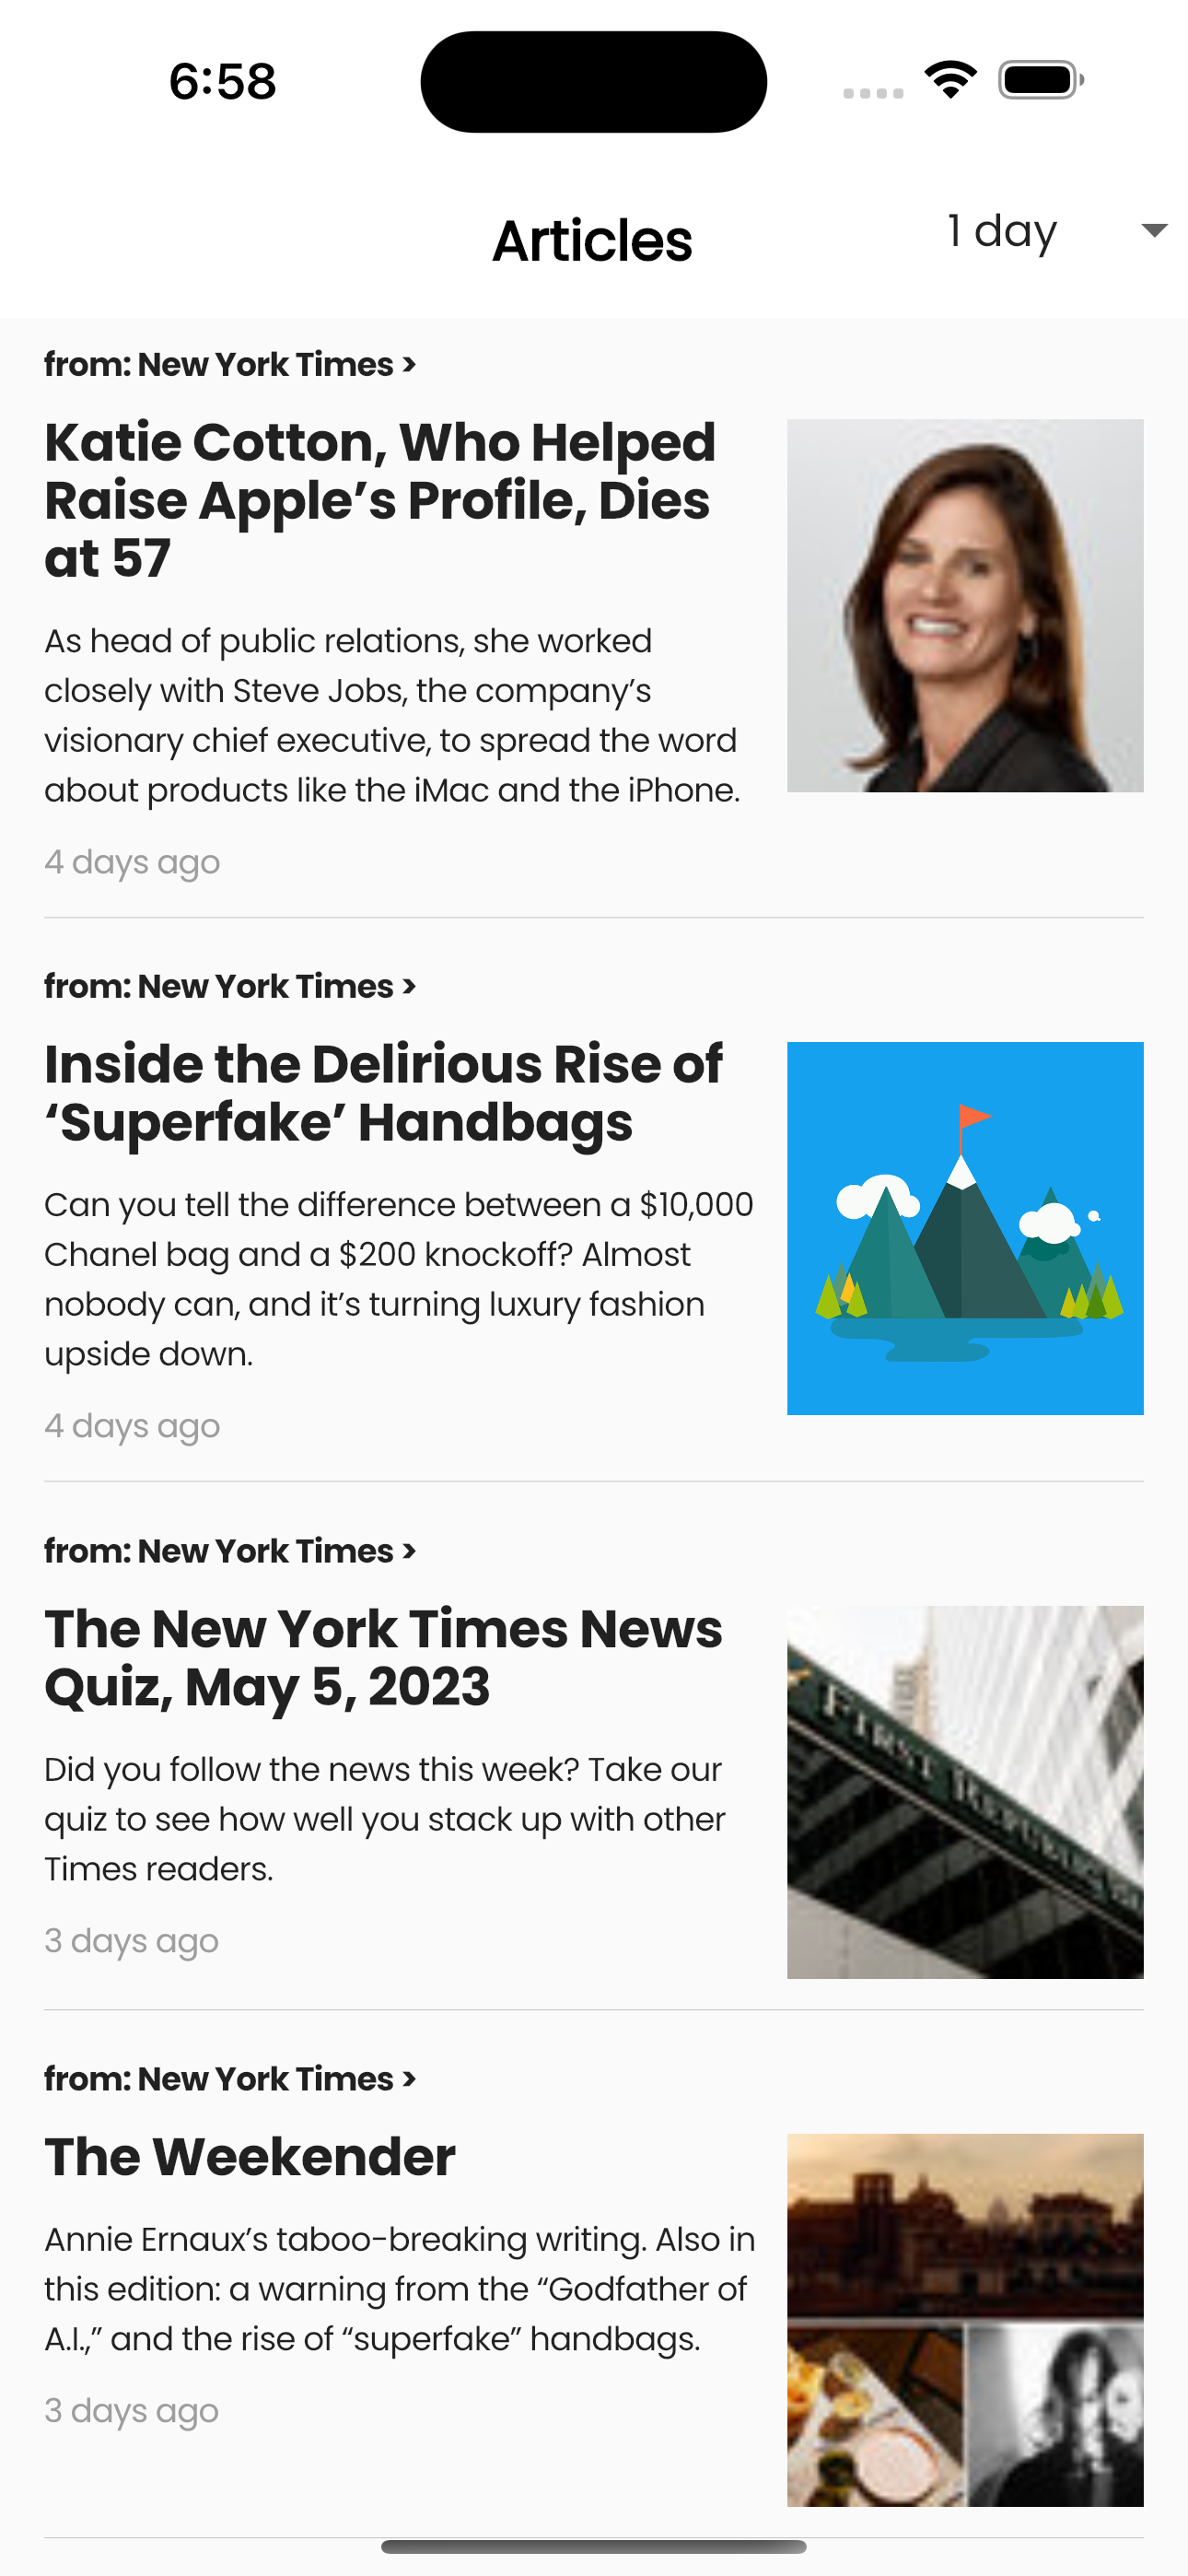 6:58
Articles
1 day
from: New York Times >
Katie Cotton, Who Helped
Raise Apple’s Profile, Dies
at 57
As head of public relations, she worked
closely with Steve Jobs, the company’s
visionary chief executive, to spread the word
about products like the iMac and the iPhone.
4 days ago
from: New York Times >
Inside the Delirious Rise of
‘Superfake’ Handbags
Can you tell the difference between a $10,000
Chanel bag and a $200 knockoff? Almost
nobody can, and it’s turning luxury fashion
upside down.
4 days ago
from: New York Times >
The New York Times News
Quiz, May 5, 2023
Did you follow the news this week? Take our
quiz to see how well you stack up with other
Times readers.
3 days ago
FIRST REPUBLIC
from: New York Times >
The Weekender
Annie Ernaux’s taboo-breaking writing. Also in
this edition: a warning from the “Godfather of
A.I.,” and the rise of “superfake” handbags.
3 days ago